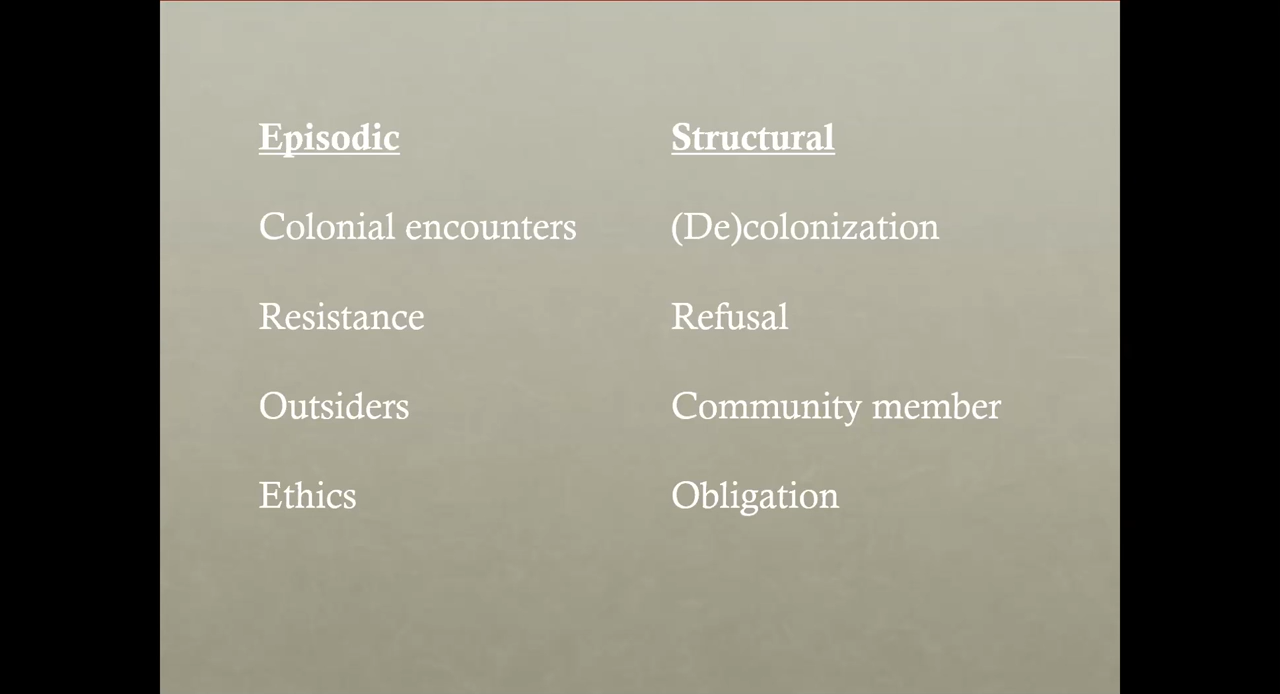 Episodic
Structural
Colonial encounters
(De)colonization
Resistance
Refusal
Outsiders
Community member
Ethics
Obligation